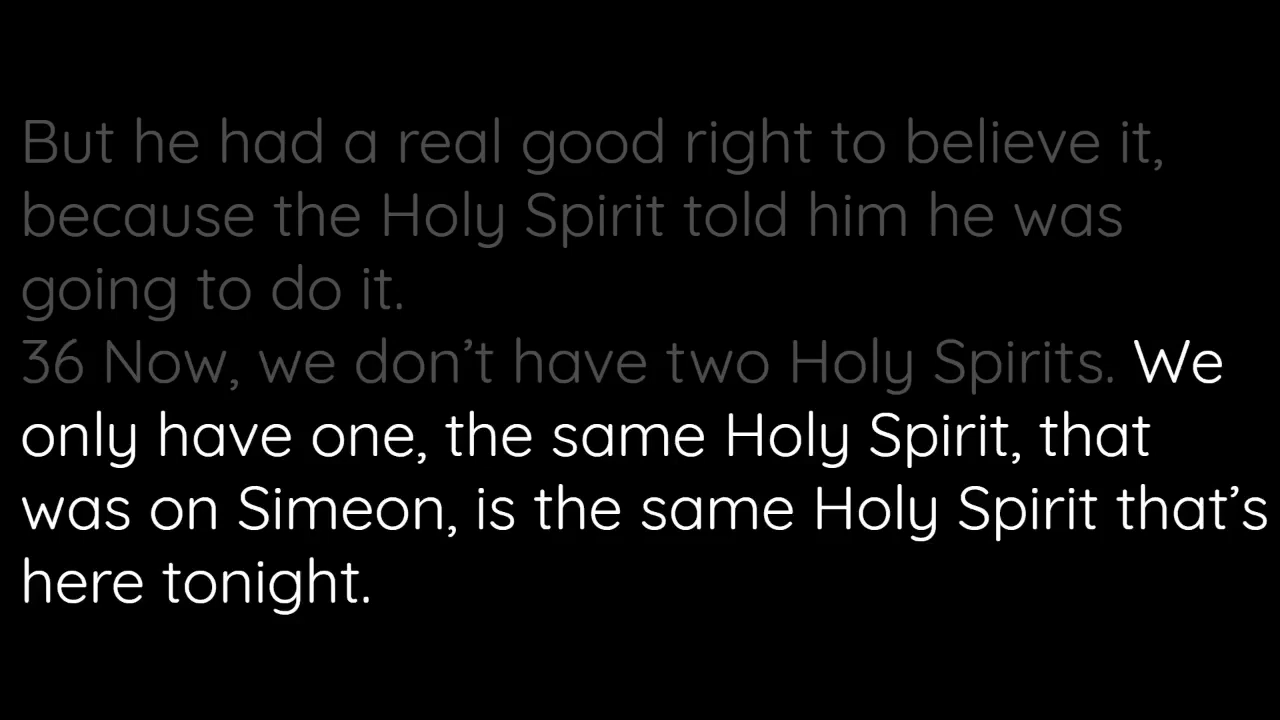 But he had a real good right to believe it,
because the Holy Spirit told him he was
going to do it.
36 Now, we don’t have two Holy Spirits. We
only have one, the same Holy Spirit, that
was on Simeon, is the same Holy Spirit that’s
here tonight.